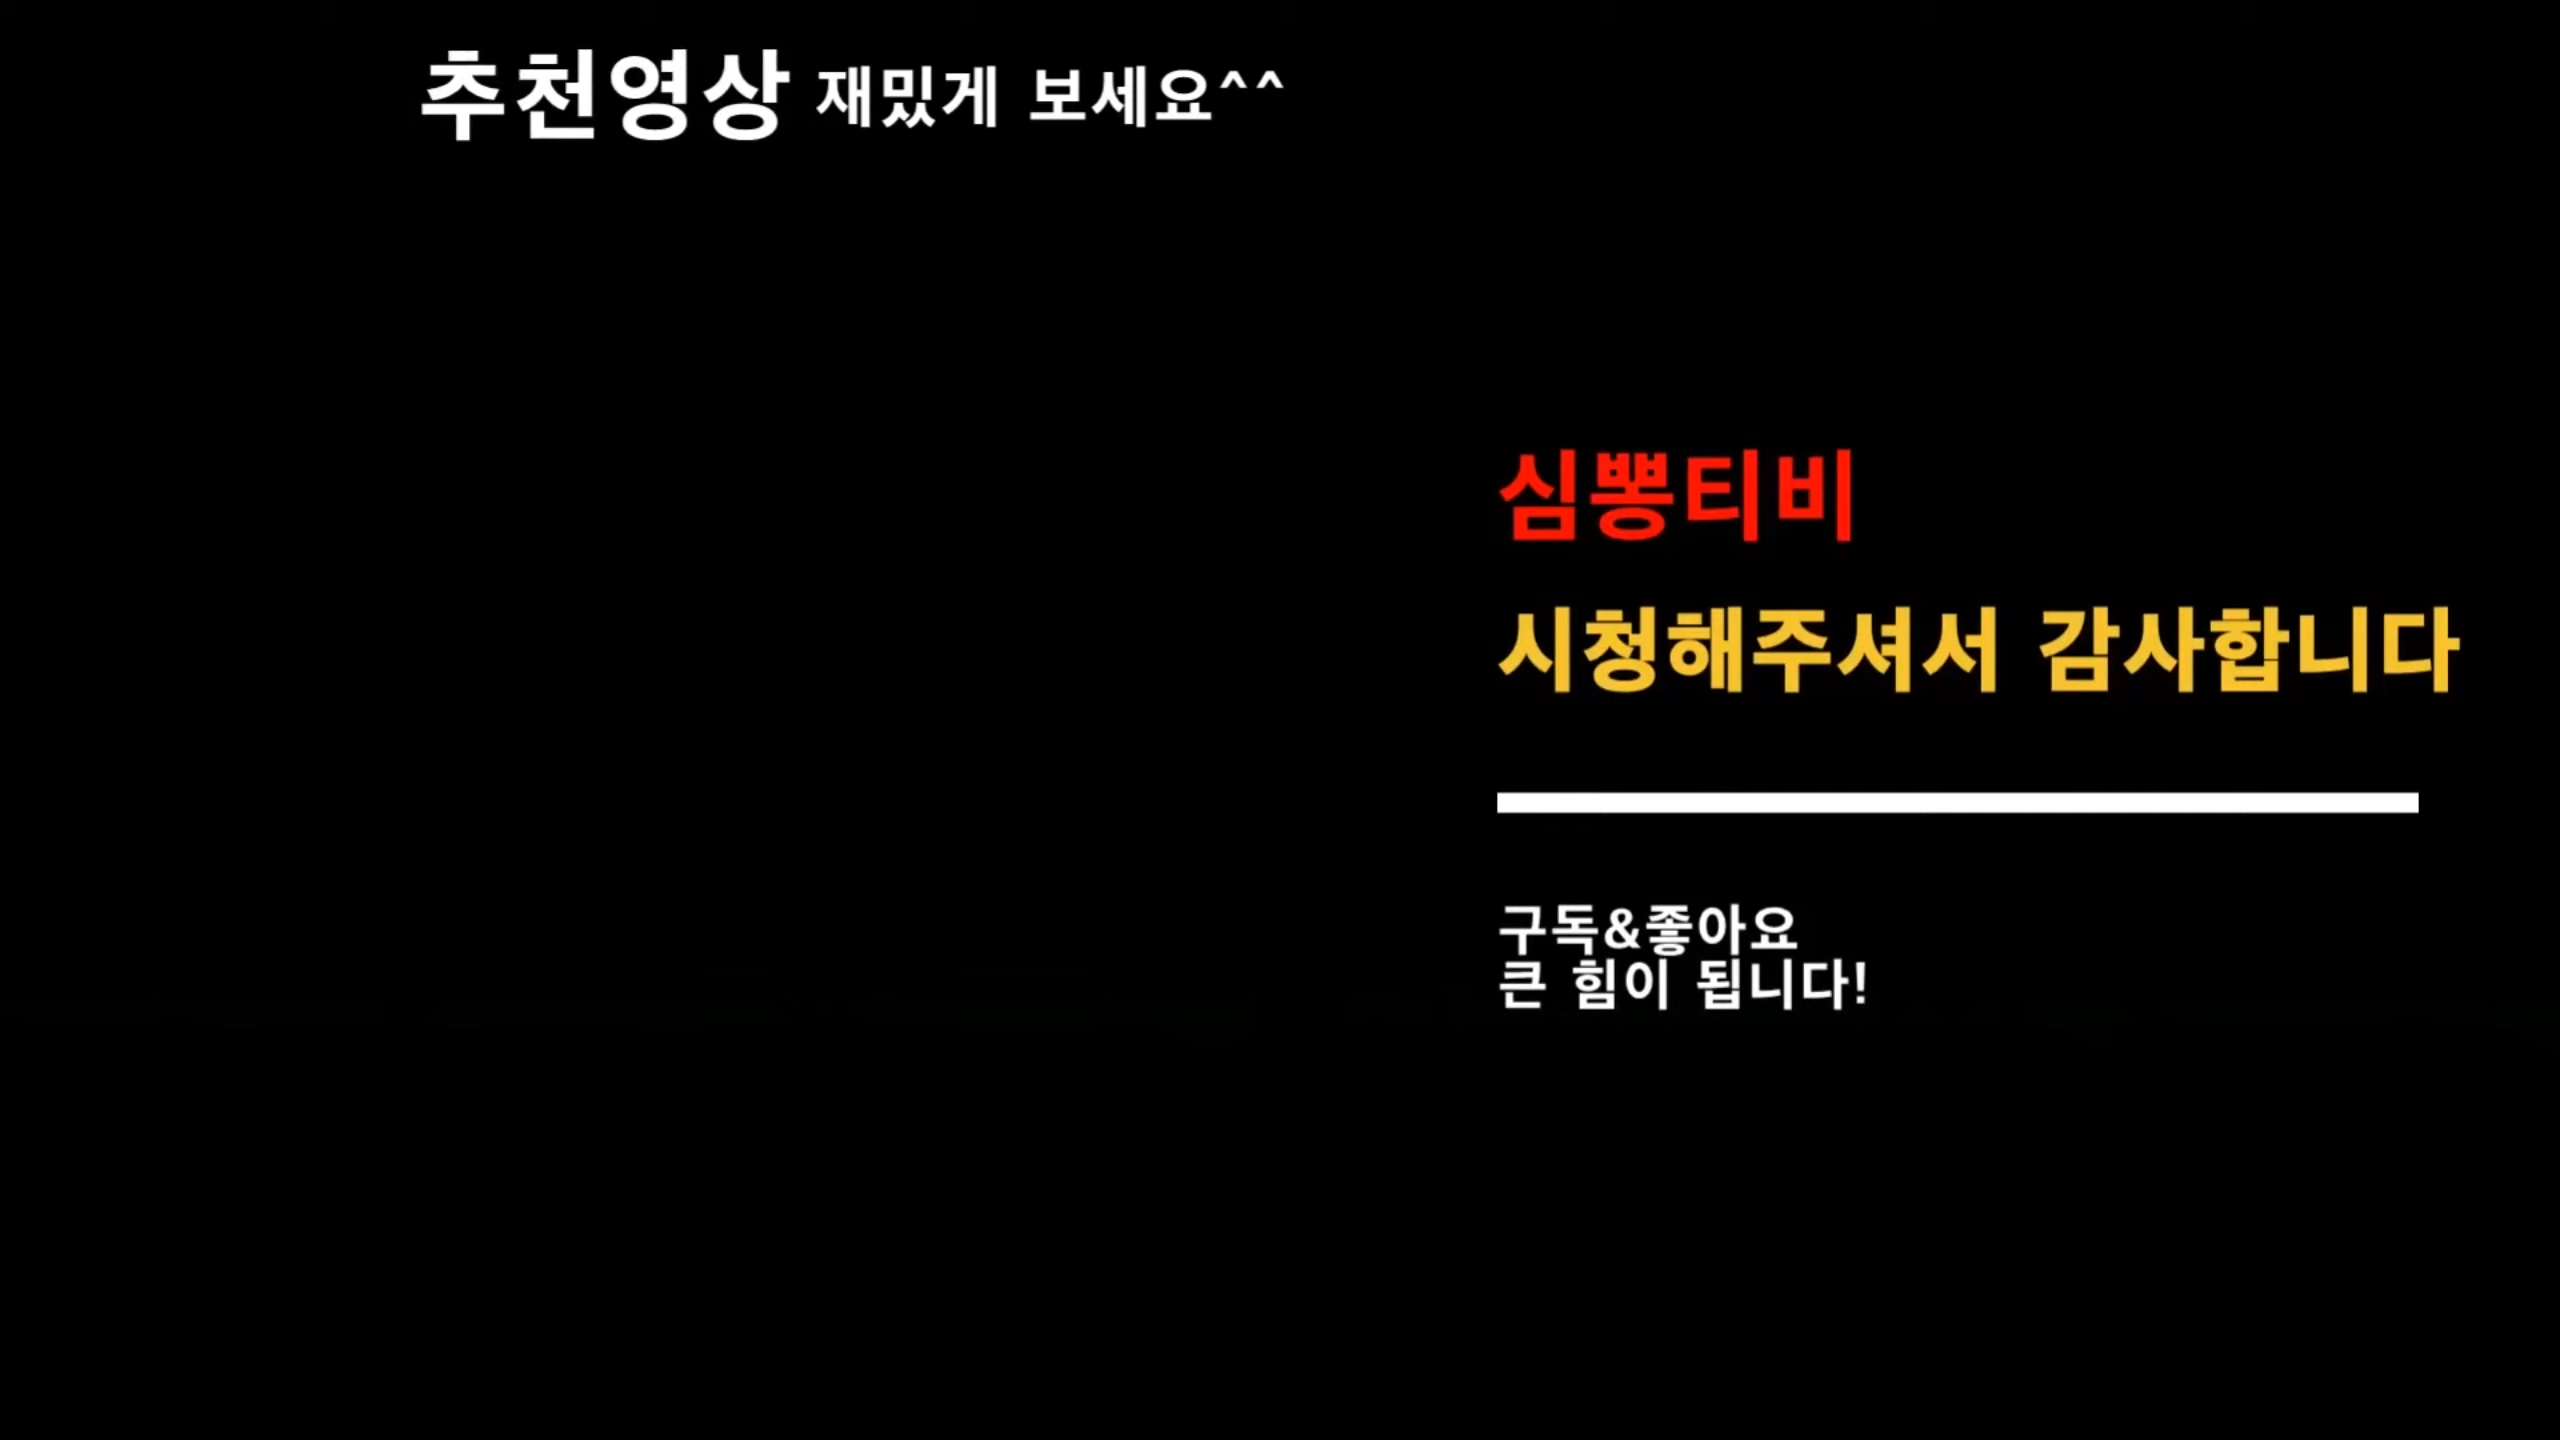 추천영상 재밌게 보세요^^
심뽕티비
시청해주셔서 감사합니다
구독&좋아요
큰 힘이 됩니다!